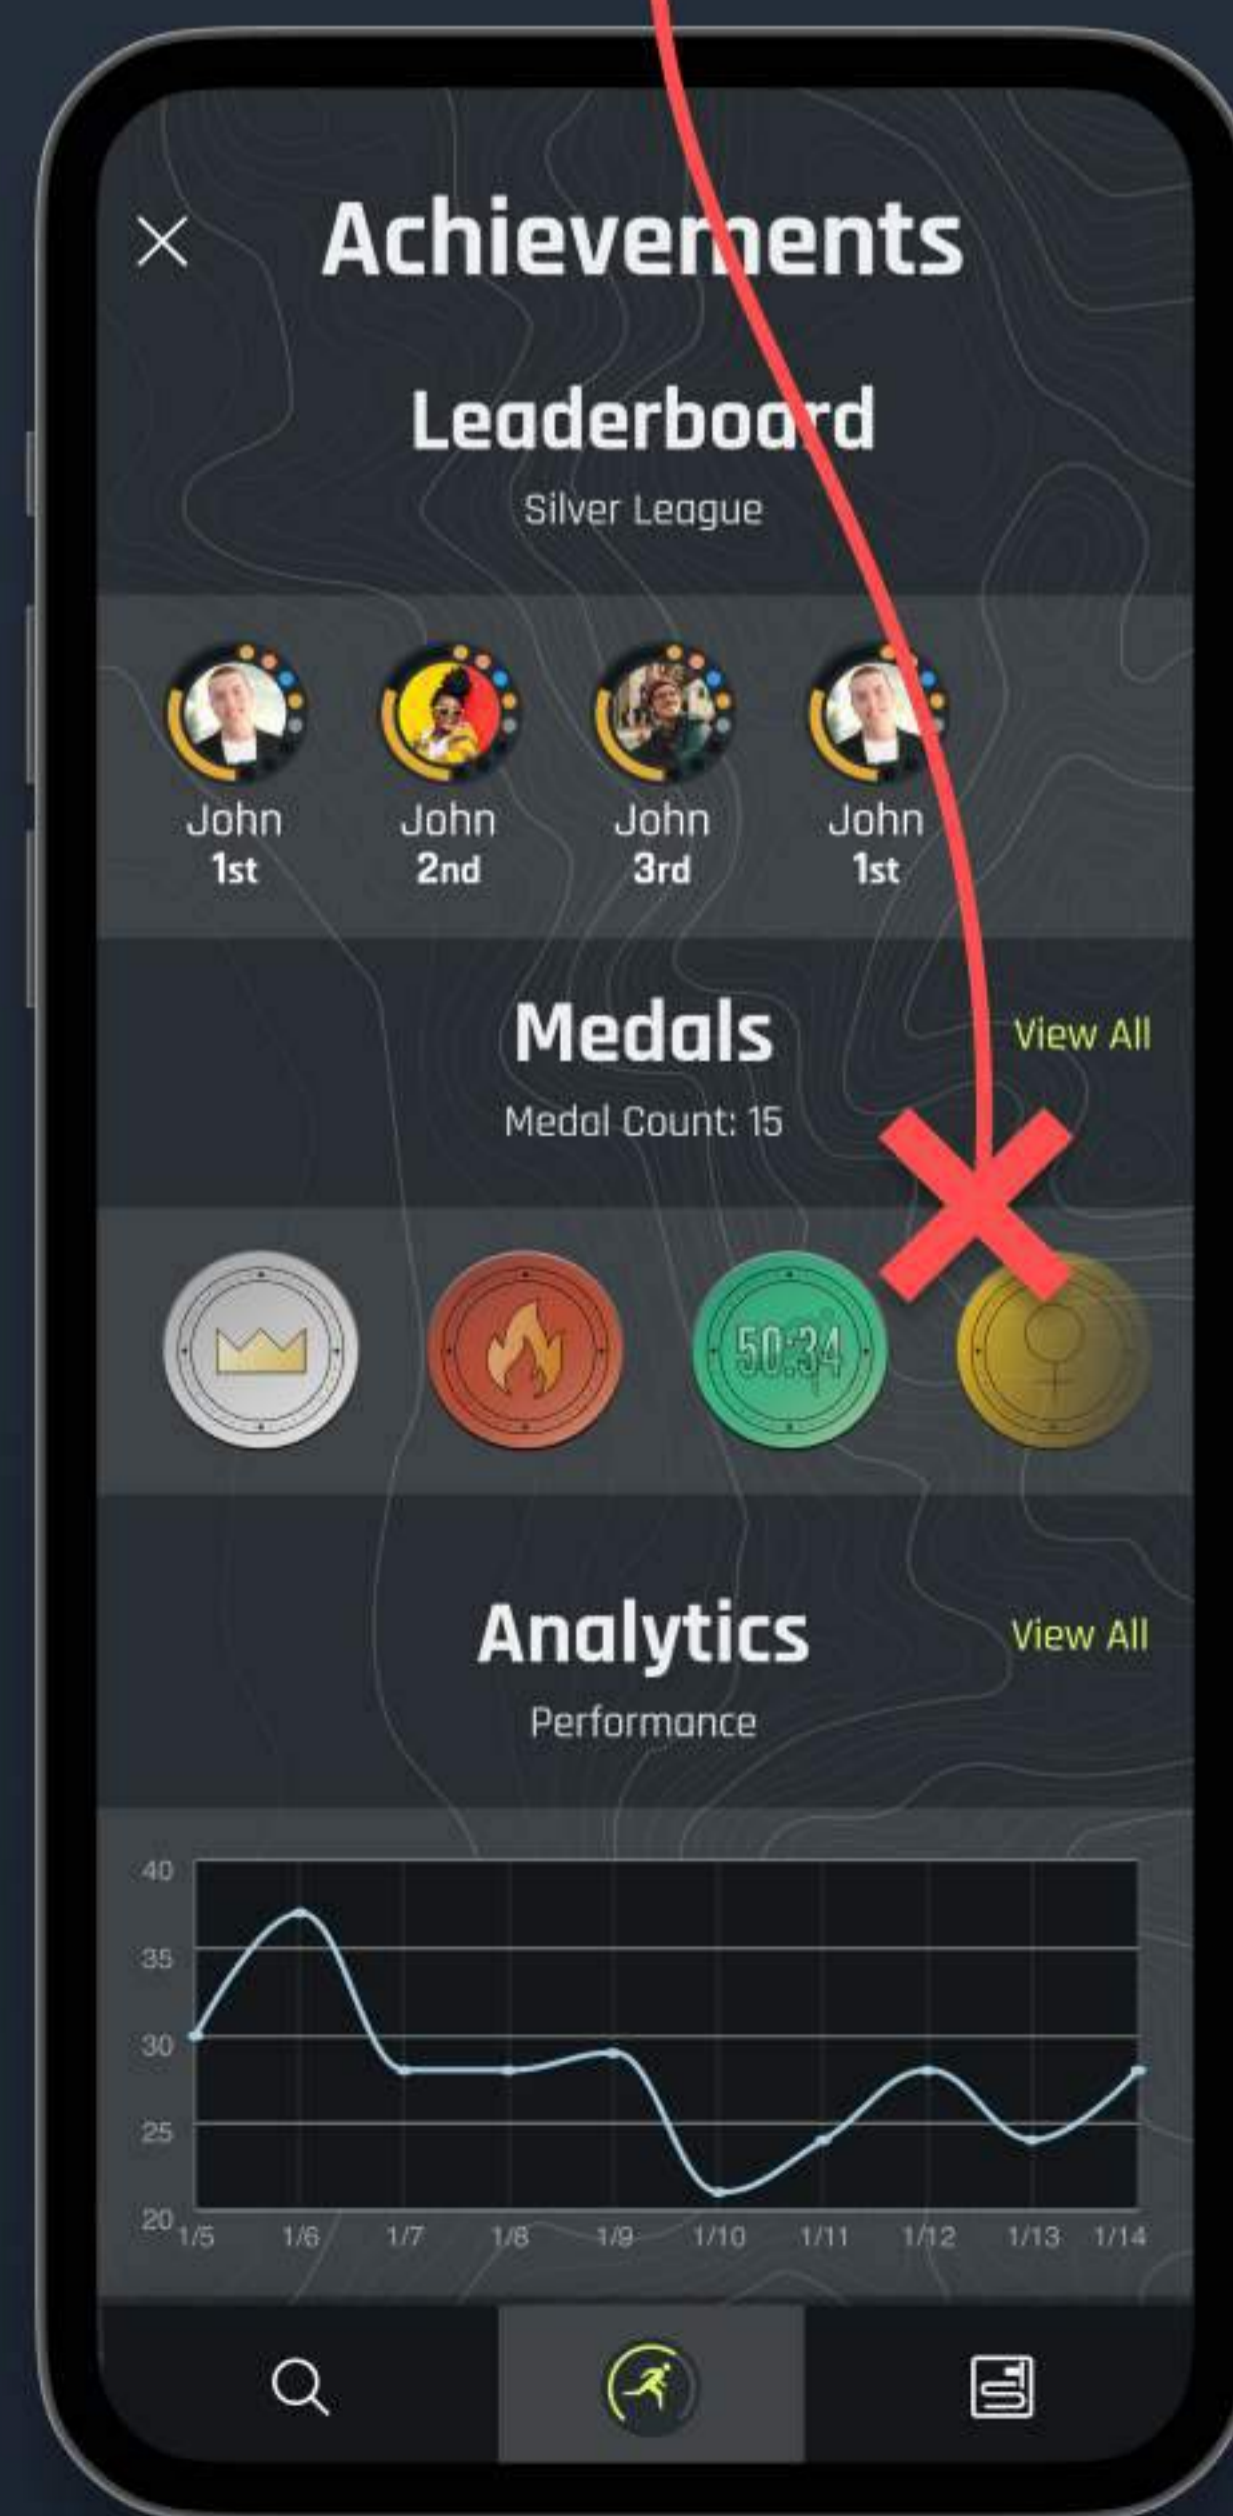 Achievements
Leaderboard
Silver League
John John John John
1st 2nd 3rd 1st
Medals View All
Medal Count: 15
50:34
Analytics View All
Performance
40
35
30
25
20
1/5 1/6 1/7 1/8 1/9 1/10 1/11 1/12 1/13 1/14